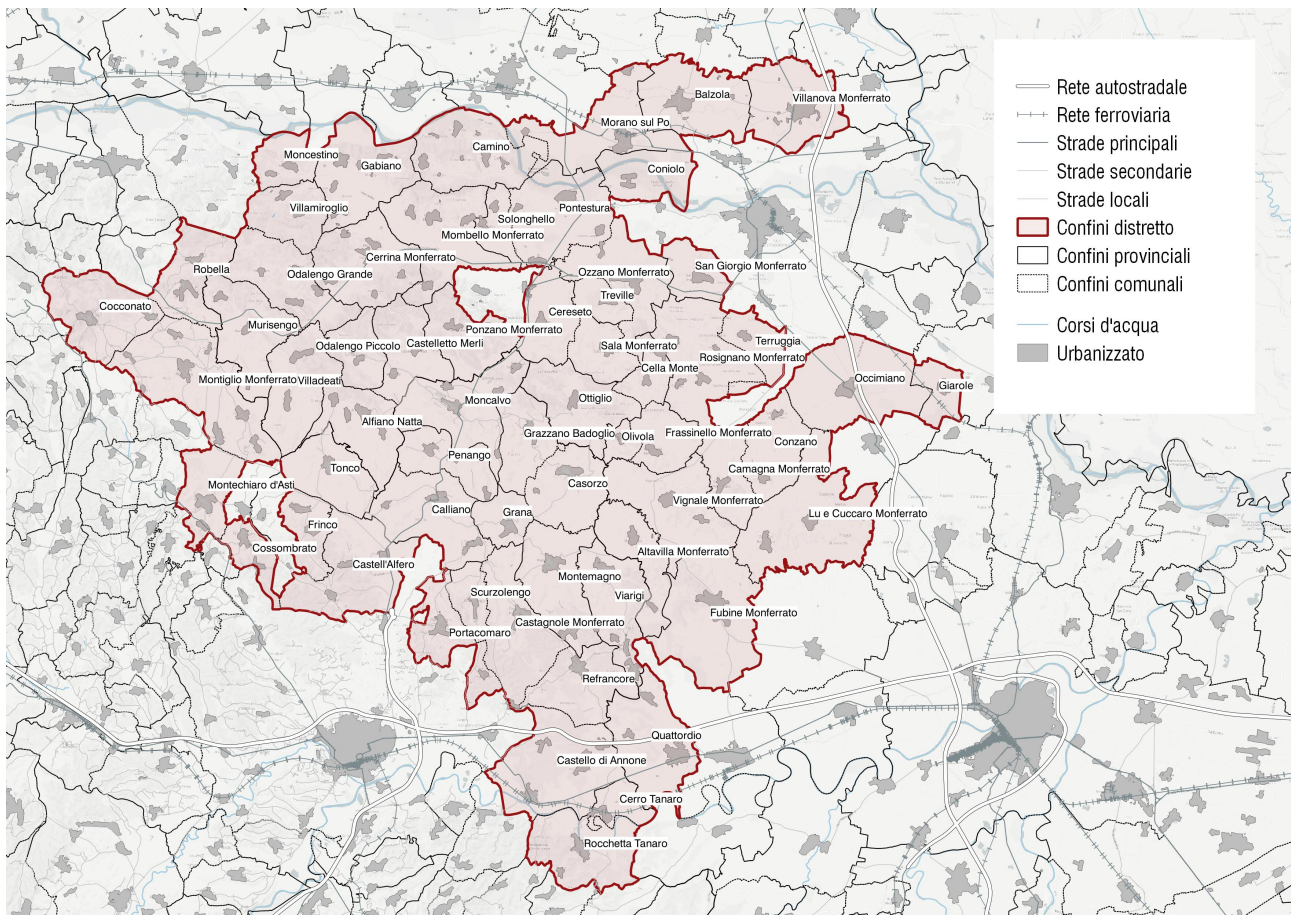 Balzola
Villanova Monferrato
Morano sul Po
Camino
Moncestino
Gabiano
Coniolo
Villamiroglio
Pontestura
Solonghello
Mombello Monferrato
Cerrina Monferrato
San Giorgio Monferrato
Robella
Odalengo Grande
Ozzano Monferrato
Treville
Cocconato
Cereseto
Murisengo
Ponzano Monferrato
Terruggia
Odalengo Piccolo
Castelletto Merli
Sala Monferrato
Rosignano Monferrato
Cella Monte
Occimiano
Giarole
Montiglio Monferrato
Villadeati
Moncalvo
Ottiglio
Alfiano Natta
Grazzano Badoglio
Olivola
Frassinello Monferrato
Conzano
Penango
Tonco
Camagna Monferrato
Montechiaro d'Asti
Casorzo
Vignale Monferrato
Calliano
Grana
Lu e Cuccaro Monferrato
Frinco
Cossombrato
Altavilla Monferrato
Castell'Alfero
Montemagno
Scurzolengo
Viarigi
Fubine Monferrato
Castagnole Monferrato
Portacomaro
Refrancore
Quattordio
Castello di Annone
Cerro Tanaro
Rocchetta Tanaro
Rete autostradale
Rete ferroviaria
Strade principali
Strade secondarie
Strade locali
Confini distretto
Confini provinciali
Confini comunali
Corsi d'acqua
Urbanizzato